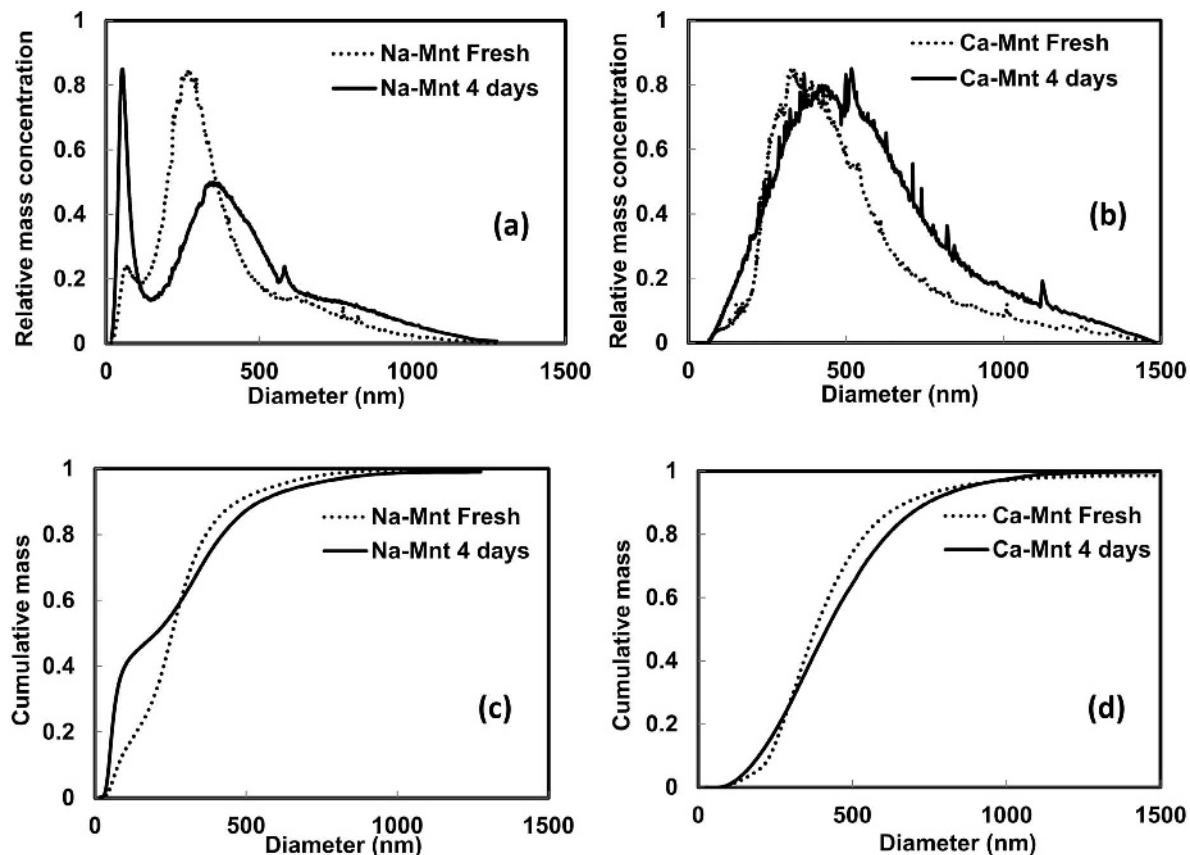 1
0.8
0.6
0.4
0.2
0
Relative mass concentration
Na-Mnt Fresh
Na-Mnt 4 days
(a)
0
500
1000
1500
Diameter (nm)
1
0.8
0.6
0.4
0.2
0
Relative mass concentration
Ca-Mnt Fresh
Ca-Mnt 4 days
(b)
0
500
1000
1500
Diameter (nm)
1
0.8
0.6
0.4
0.2
0
Cumulative mass
Na-Mnt Fresh
Na-Mnt 4 days
(c)
0
500
1000
1500
Diameter (nm)
1
0.8
0.6
0.4
0.2
0
Cumulative mass
Ca-Mnt Fresh
Ca-Mnt 4 days
(d)
0
500
1000
1500
Diameter (nm)